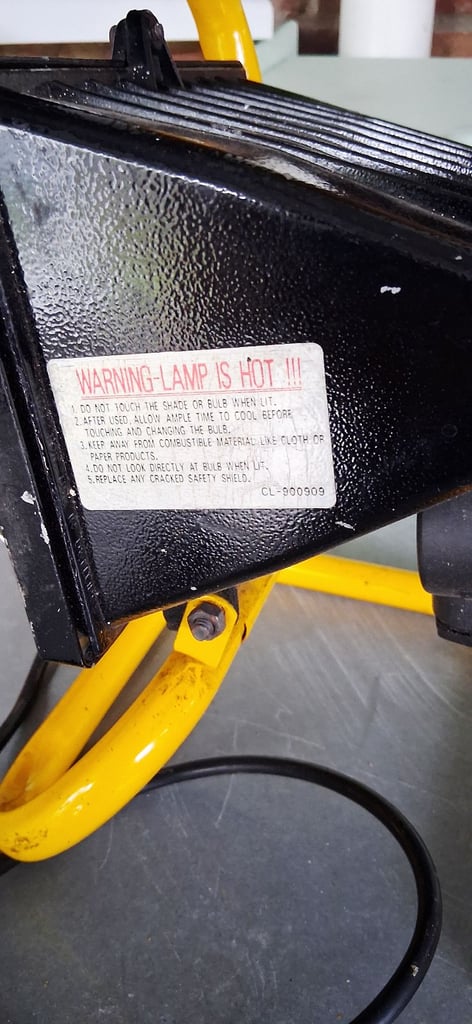 WARNING-LAMP IS HOT !!!
1. DO NOT TOUCH THE SHADE OR BULB WHEN LIT.
2. AFTER USED, ALLOW AMPLE TIME TO COOL BEFORE
TOUCHING AND CHANGING THE BULB.
3. KEEP AWAY FROM COMBUSTIBLE MATERIAL LIKE CLOTH OR
PAPER PRODUCTS.
4. DO NOT LOOK DIRECTLY AT BULB WHEN LIT.
5. REPLACE ANY CRACKED SAFETY SHIELD.
CL-900909